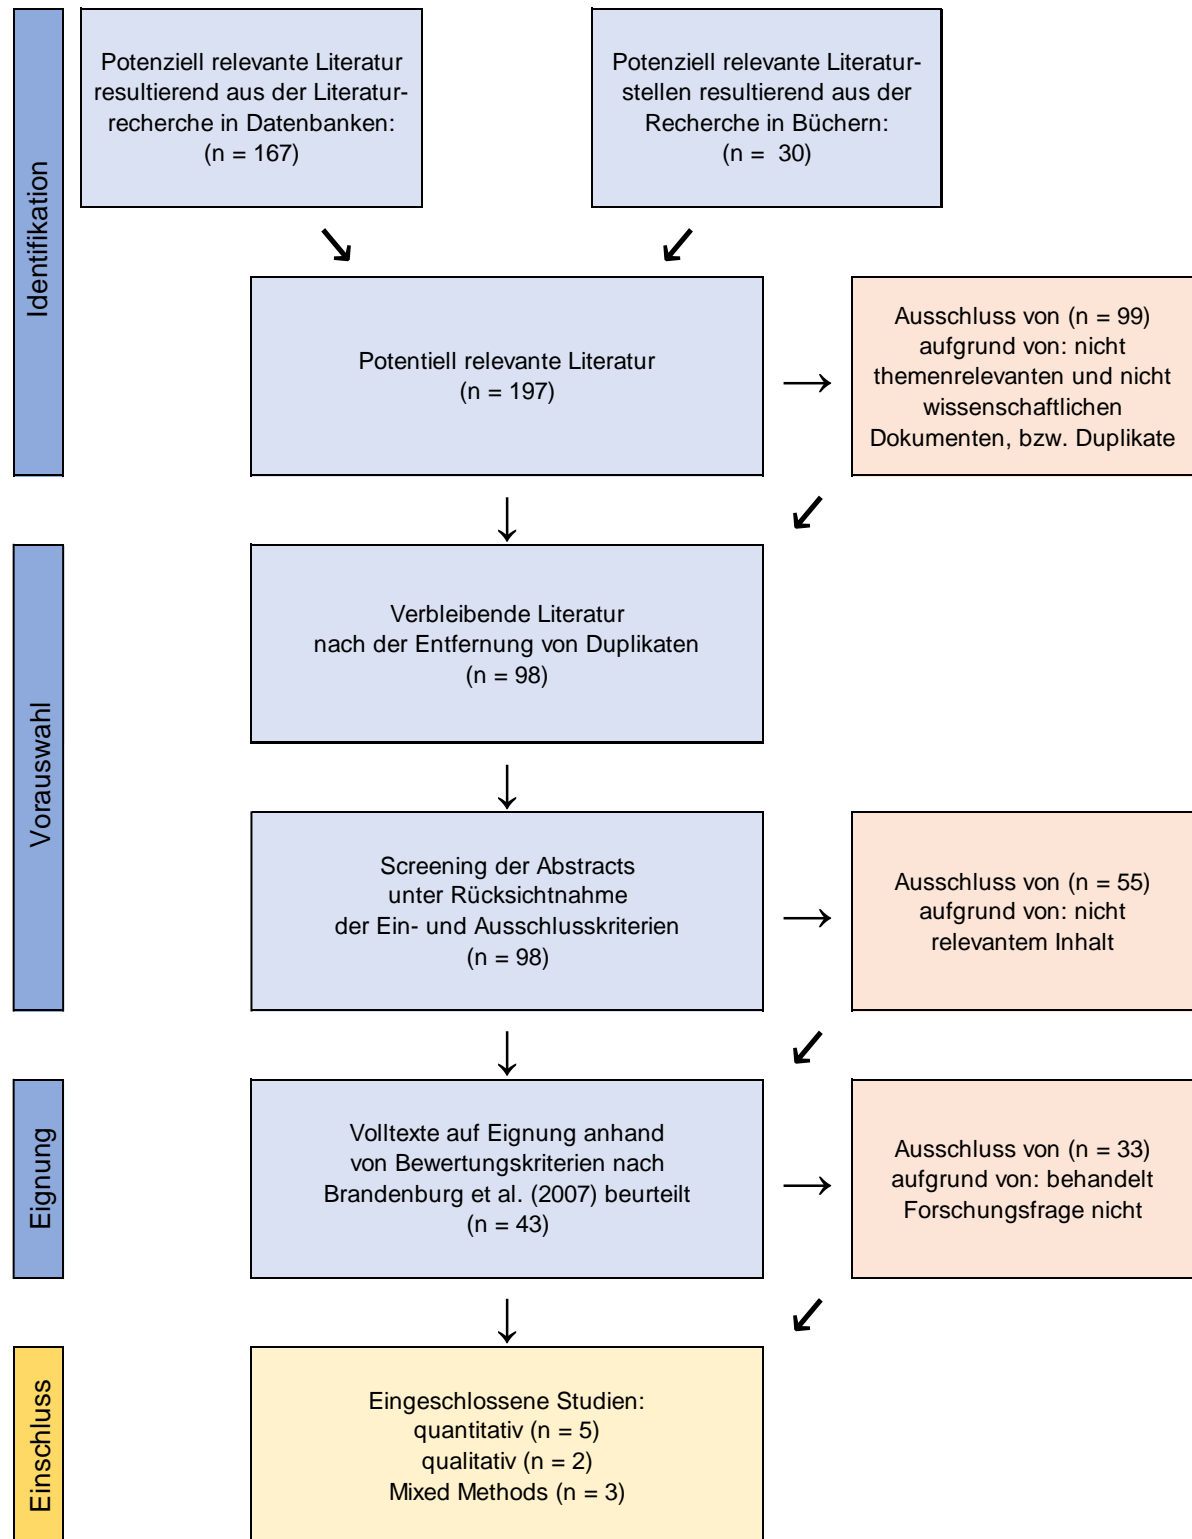 Identifikation
Potenziell relevante Literatur
resultierend aus der Literatur-
recherche in Datenbanken:
(n = 167)
Potenziell relevante Literatur-
stellen resultierend aus der
Recherche in Büchern:
(n =  30)
Potentiell relevante Literatur
(n = 197)
Ausschluss von (n = 99)
aufgrund von: nicht
themenrelevanten und nicht
wissenschaftlichen
Dokumenten, bzw. Duplikate
Vorauswahl
Verbleibende Literatur
nach der Entfernung von Duplikaten
(n = 98)
Screening der Abstracts
unter Rücksichtnahme
der Ein- und Ausschlusskriterien
(n = 98)
Ausschluss von (n = 55)
aufgrund von: nicht
relevantem Inhalt
Eignung
Volltexte auf Eignung anhand
von Bewertungskriterien nach
Brandenburg et al. (2007) beurteilt
(n = 43)
Ausschluss von (n = 33)
aufgrund von: behandelt
Forschungsfrage nicht
Einschluss
Eingeschlossene Studien:
quantitativ (n = 5)
qualitativ (n = 2)
Mixed Methods (n = 3)